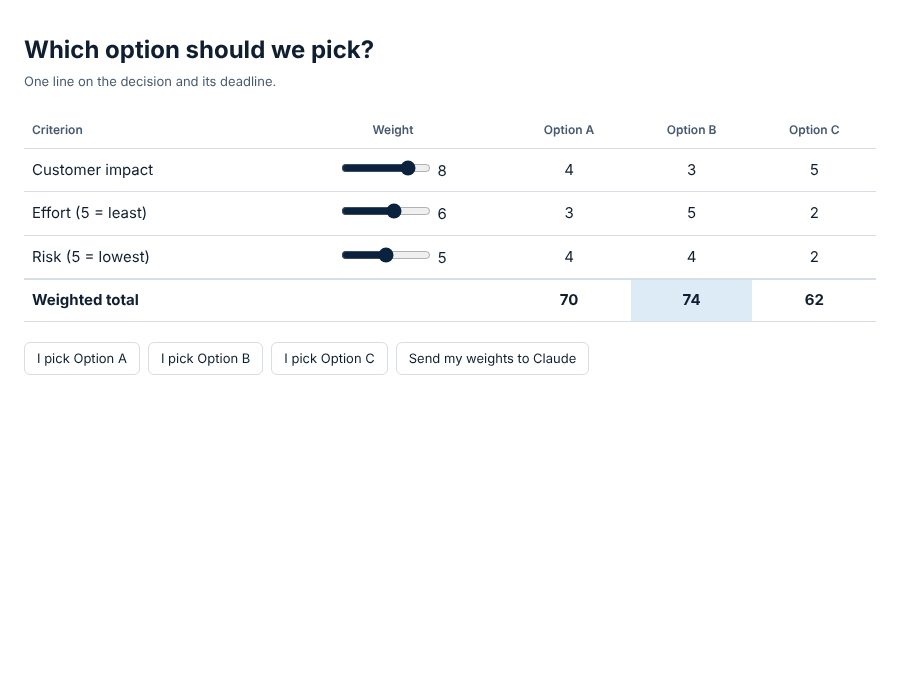 Which option should we pick?
One line on the decision and its deadline.
Criterion Weight Option A Option B Option C
Customer impact 8 4 3 5
Effort (5 = least) 6 3 5 2
Risk (5 = lowest) 5 4 4 2
Weighted total 70 74 62
I pick Option A I pick Option B I pick Option C Send my weights to Claude